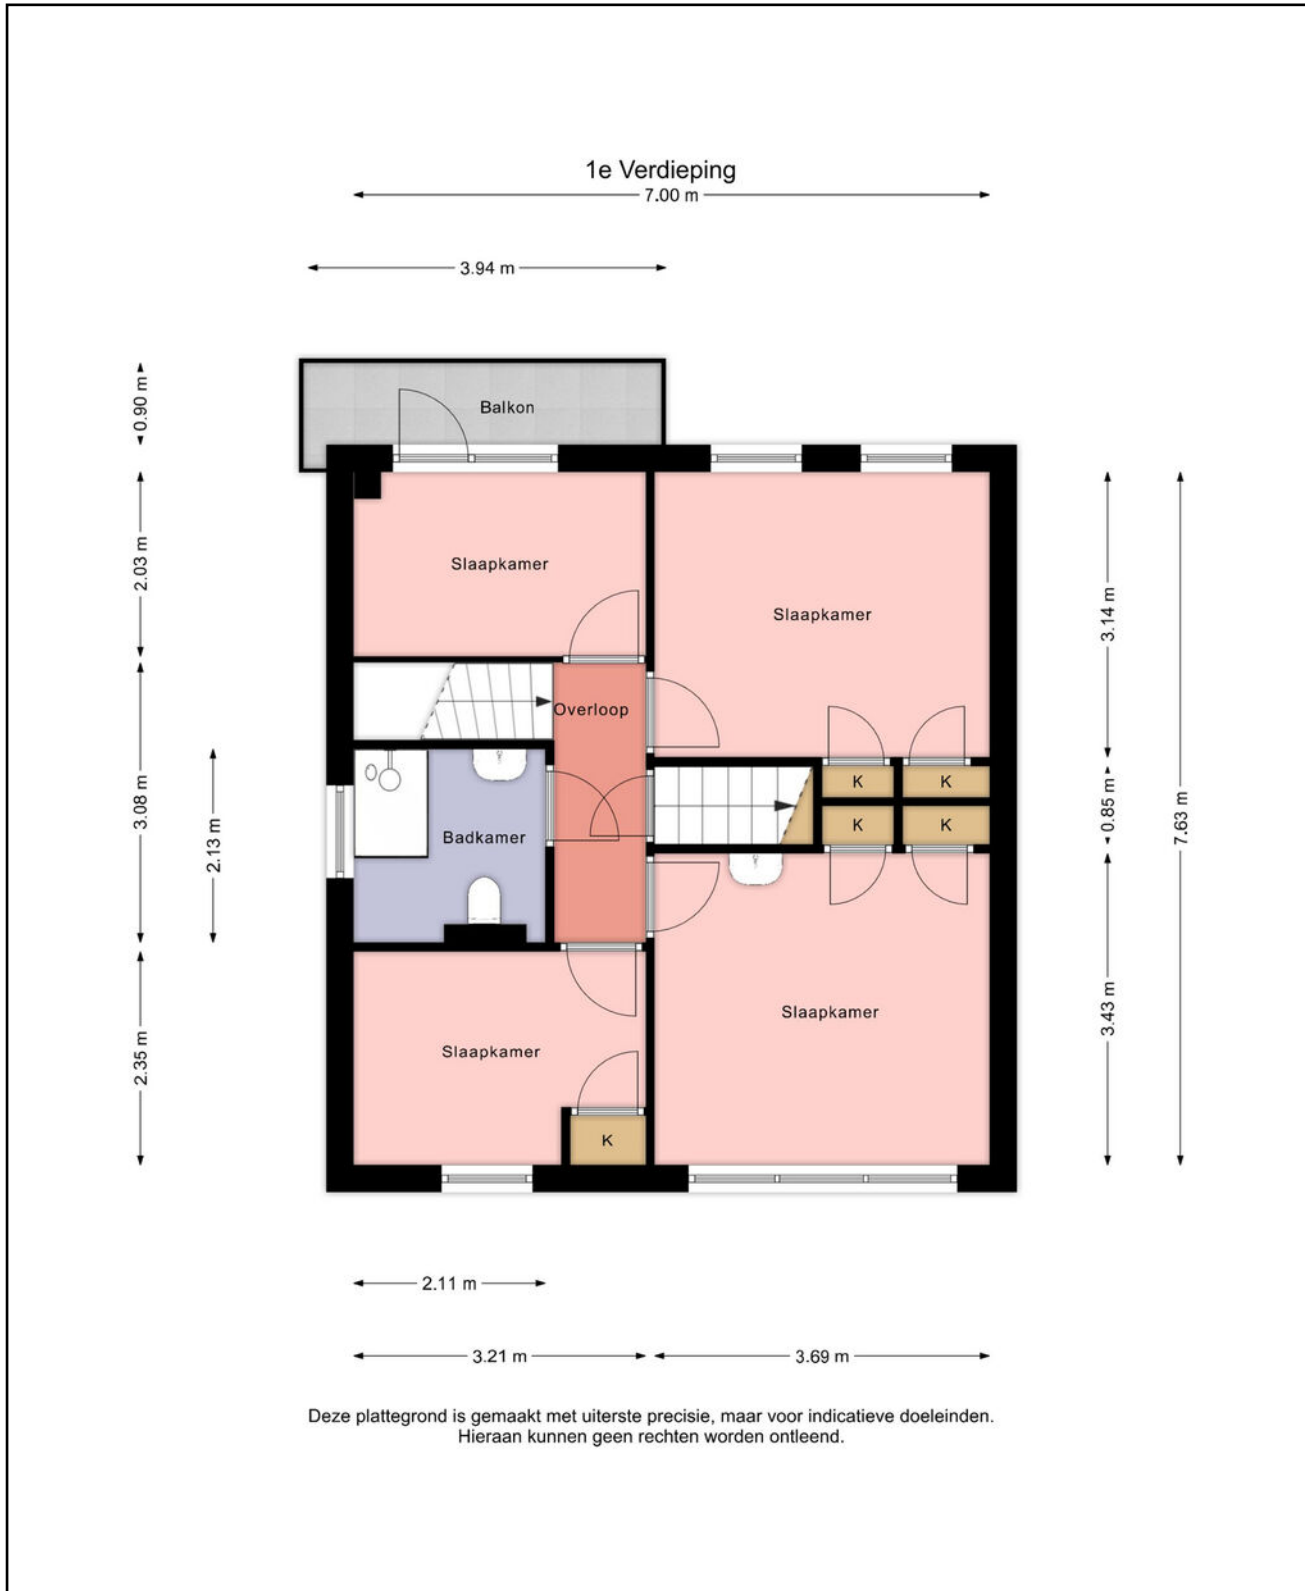 1e Verdieping
7.00 m
3.94 m
0.90 m
Balkon
2.03 m
Slaapkamer
Slaapkamer
3.14 m
Overloop
3.08 m
2.13 m
Badkamer
K
K
K
K
0.85 m
7.63 m
2.35 m
Slaapkamer
K
Slaapkamer
3.43 m
2.11 m
3.21 m
3.69 m
Deze plattegrond is gemaakt met uiterste precisie, maar voor indicatieve doeleinden.
Hieraan kunnen geen rechten worden ontleend.